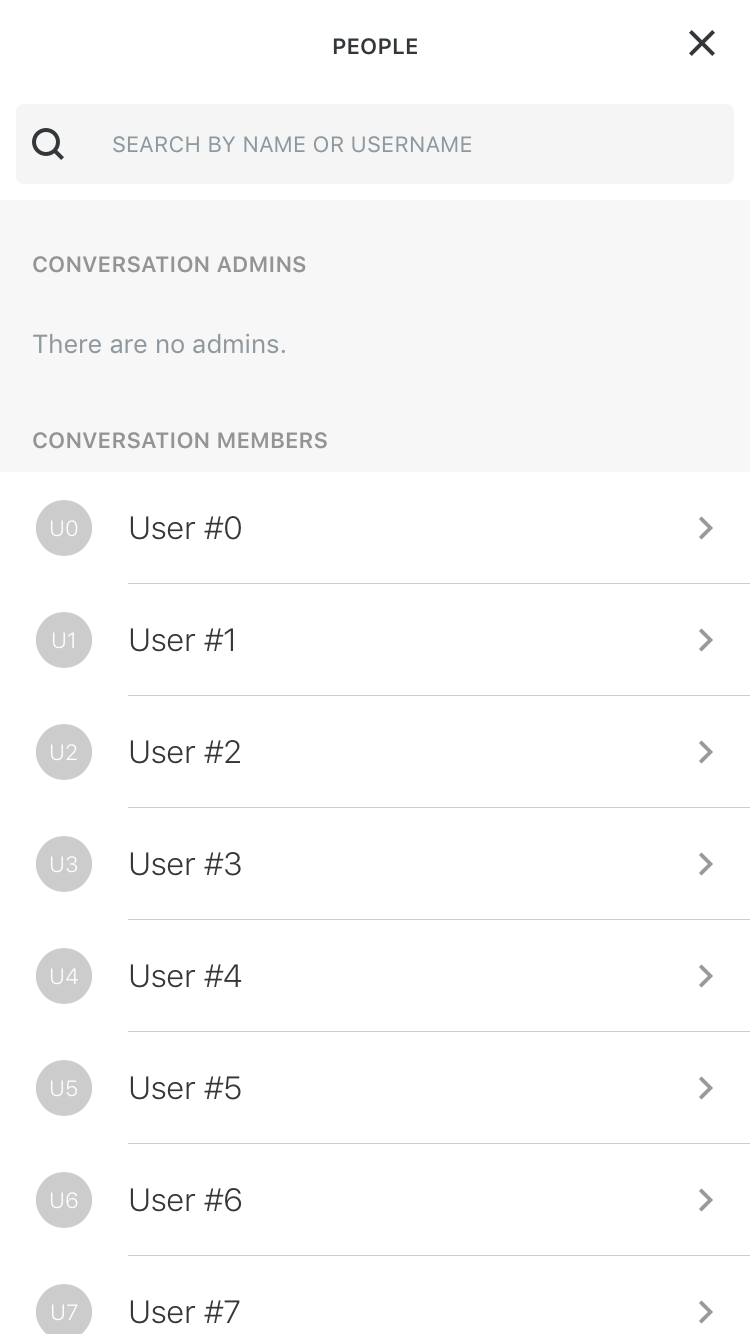 PEOPLE
SEARCH BY NAME OR USERNAME
CONVERSATION ADMINS
There are no admins.
CONVERSATION MEMBERS
U0 User #0
U1 User #1
U2 User #2
U3 User #3
U4 User #4
U5 User #5
U6 User #6
U7 User #7